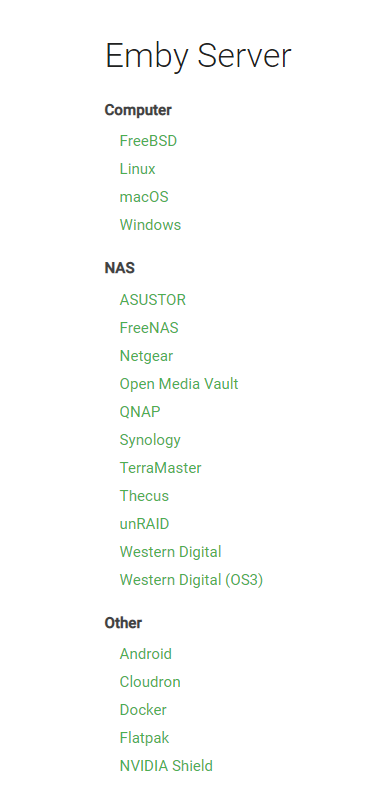 Emby Server
Computer
FreeBSD
Linux
macOS
Windows
NAS
ASUSTOR
FreeNAS
Netgear
Open Media Vault
QNAP
Synology
TerraMaster
Thecus
unRAID
Western Digital
Western Digital (OS3)
Other
Android
Cloudron
Docker
Flatpak
NVIDIA Shield